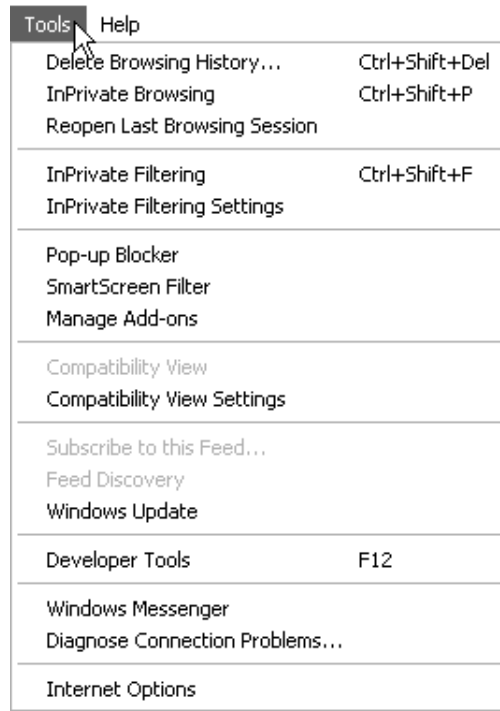 Tools Help
Delete Browsing History... Ctrl+Shift+Del
InPrivate Browsing Ctrl+Shift+P
Reopen Last Browsing Session
InPrivate Filtering Ctrl+Shift+F
InPrivate Filtering Settings
Pop-up Blocker
SmartScreen Filter
Manage Add-ons
Compatibility View
Compatibility View Settings
Subscribe to this Feed...
Feed Discovery
Windows Update
Developer Tools F12
Windows Messenger
Diagnose Connection Problems...
Internet Options